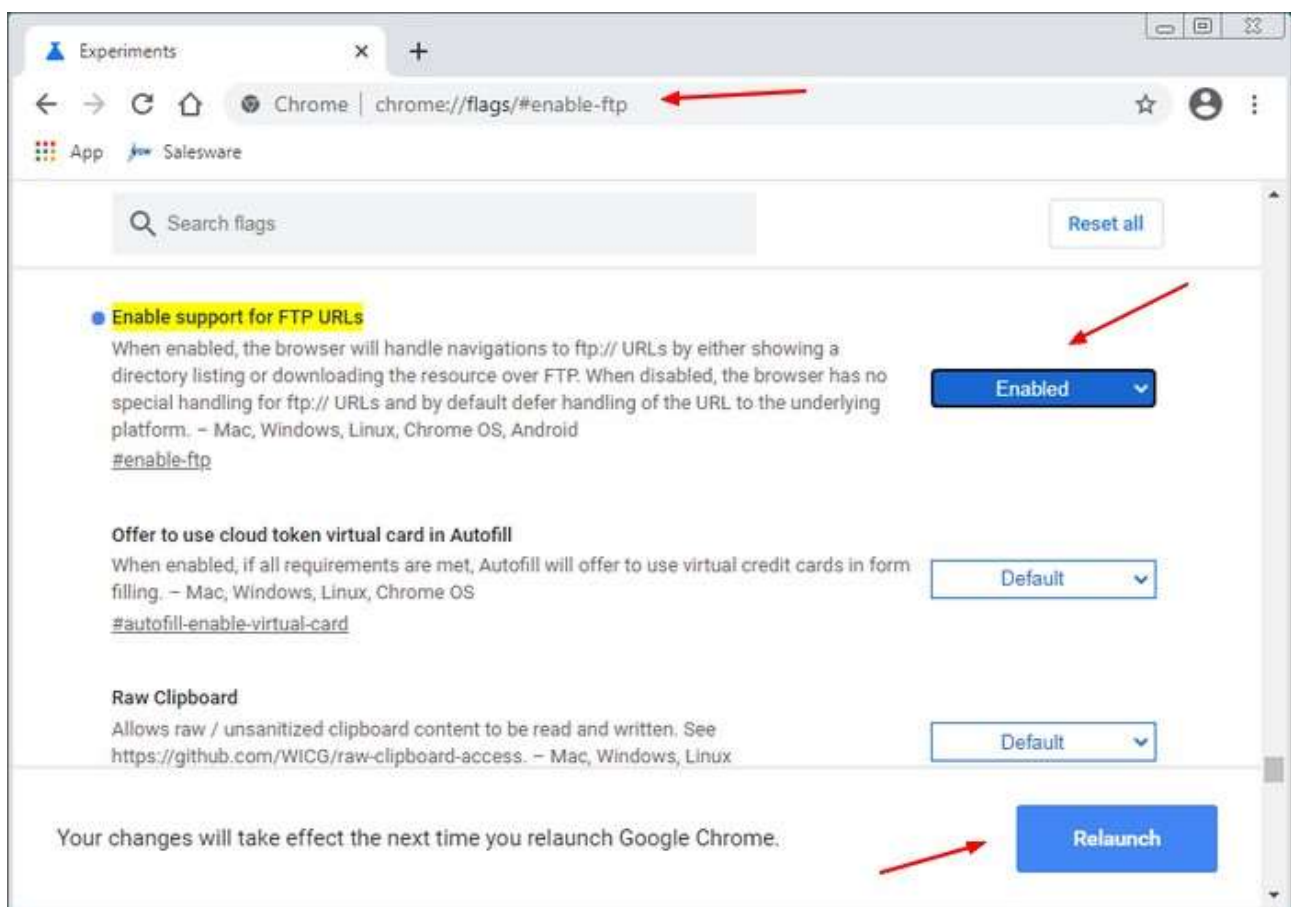 Experiments
Chrome | chrome://flags/#enable-ftp
App Salesware
Search flags
Reset all
Enable support for FTP URLs
When enabled, the browser will handle navigations to ftp:// URLs by either showing a
directory listing or downloading the resource over FTP. When disabled, the browser has no
special handling for ftp:// URLs and by default defer handling of the URL to the underlying
platform. – Mac, Windows, Linux, Chrome OS, Android
#enable-ftp
Enabled
Offer to use cloud token virtual card in Autofill
When enabled, if all requirements are met, Autofill will offer to use virtual credit cards in form
filling. – Mac, Windows, Linux, Chrome OS
#autofill-enable-virtual-card
Default
Raw Clipboard
Allows raw / unsanitized clipboard content to be read and written. See
https://github.com/WICG/raw-clipboard-access. – Mac, Windows, Linux
Default
Your changes will take effect the next time you relaunch Google Chrome.
Relaunch